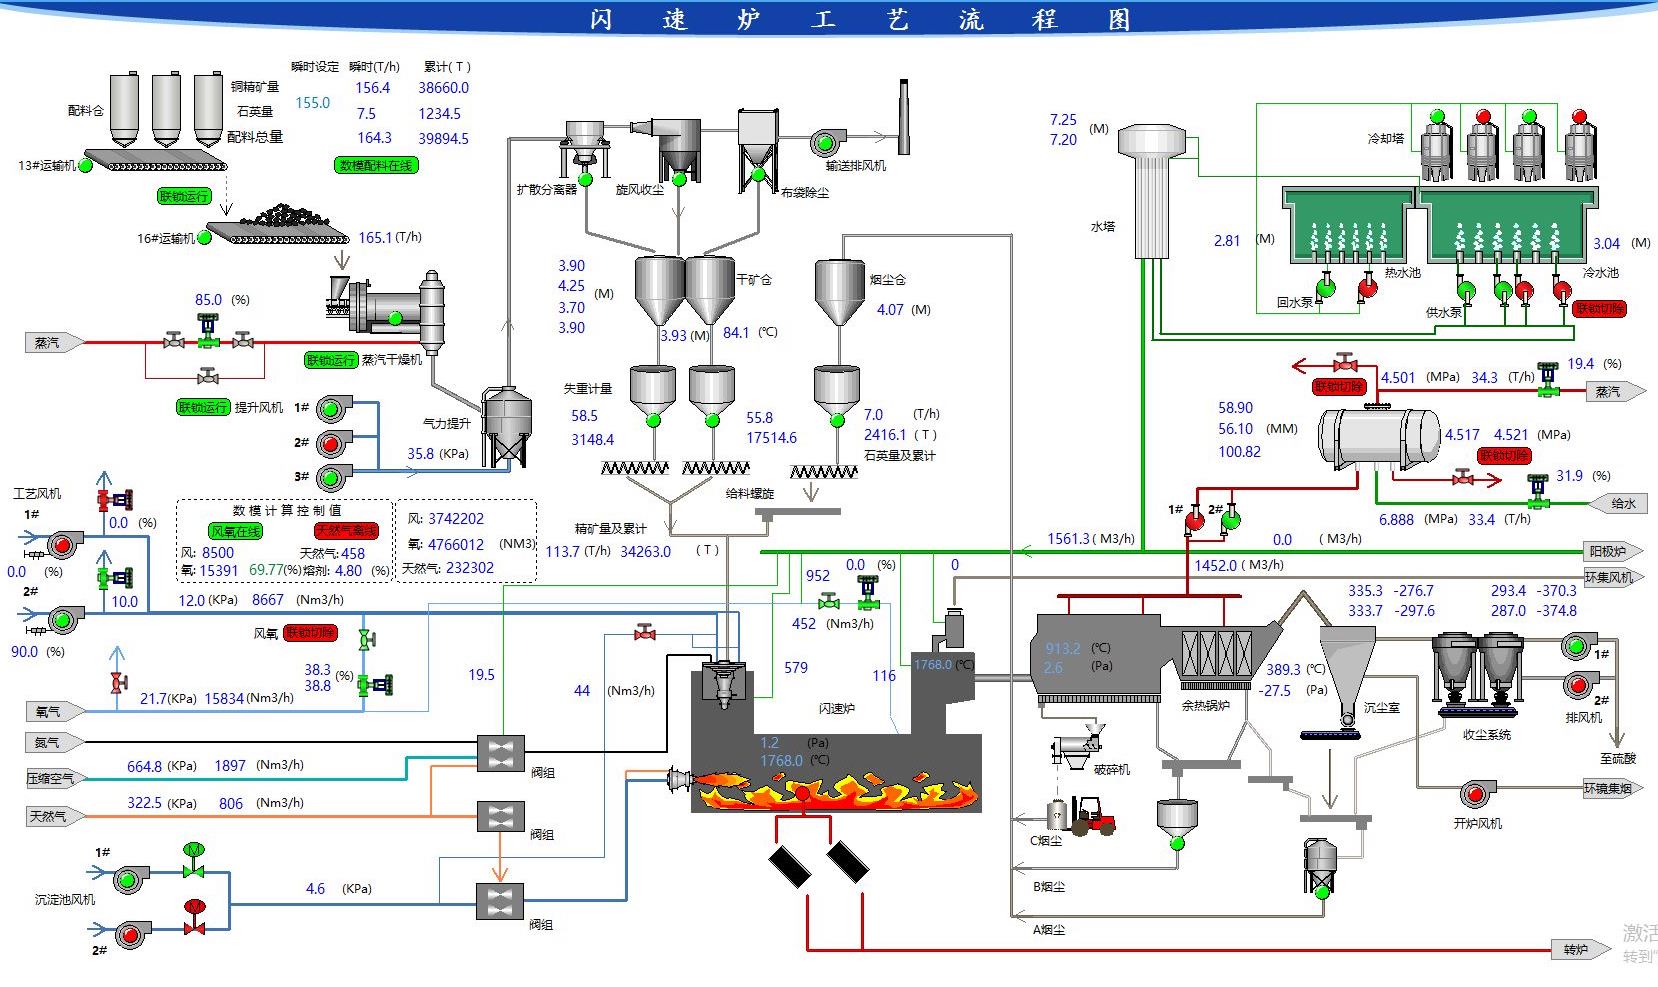 闪 速 炉 工 艺 流 程 图
瞬时设定 瞬时(T/h) 累计( T )
铜精矿量 156.4 38660.0
155.0
石英量 7.5 1234.5
配料总量 164.3 39894.5
数模配料在线
配料仓
13#运输机
联锁运行
16#运输机
165.1 (T/h)
85.0 (%)
蒸汽
联锁运行 蒸汽干燥机
联锁运行 提升风机
1#
2#
3#
气力提升
35.8 (KPa)
扩散分离器
旋风收尘
布袋除尘
输送排风机
3.90
4.25
(M)
3.70
3.90
干矿仓
3.93 (M) 84.1 (℃)
烟尘仓
4.07 (M)
失重计量
58.5
3148.4
55.8
17514.6
7.0 (T/h)
2416.1 ( T )
石英量及累计
给料螺旋
精矿量及累计
113.7 (T/h) 34263.0 ( T )
7.25
(M)
7.20
水塔
冷却塔
2.81 (M)
热水池
3.04 (M)
冷水池
回水泵
供水泵
联锁切除
联锁切除
4.501 (MPa) 34.3 (T/h)
19.4 (%)
蒸汽
58.90
56.10 (MM)
100.82
4.517 4.521 (MPa)
联锁切除
31.9 (%)
给水
6.888 (MPa) 33.4 (T/h)
1# 2#
1561.3 ( M3/h)
0.0 ( M3/h)
阳极炉
1452.0 ( M3/h)
环集风机
工艺风机
1#
0.0 (%)
0.0 (%)
2#
10.0
90.0 (%)
数 模 计 算 控 制 值
风氧在线 天然气离线
风: 8500 天然气: 458
氧: 15391 69.77(%) 熔剂: 4.80 (%)
风: 3742202
氧: 4766012 (NM3)
天然气: 232302
12.0 (KPa) 8667 (Nm3/h)
风氧 联锁切除
38.3
(%)
38.8
21.7(KPa) 15834 (Nm3/h)
氧气
氮气
压缩空气
664.8 (KPa) 1897 (Nm3/h)
322.5 (KPa) 806 (Nm3/h)
天然气
阀组
阀组
阀组
1#
M
沉淀池风机
M
2#
4.6 (KPa)
19.5
44 (Nm3/h)
952
0.0 (%)
0
452 (Nm3/h)
579
116
1768.0 (℃)
闪速炉
1.2 (Pa)
1768.0 (℃)
913.2 (℃)
2.6 (Pa)
余热锅炉
335.3 -276.7 293.4 -370.3
333.7 -297.6 287.0 -374.8
389.3 (℃)
-27.5 (Pa)
沉尘室
收尘系统
1#
2#
排风机
至硫酸
破碎机
C烟尘
B烟尘
A烟尘
开炉风机
环镜集烟
转炉
激活
转到"